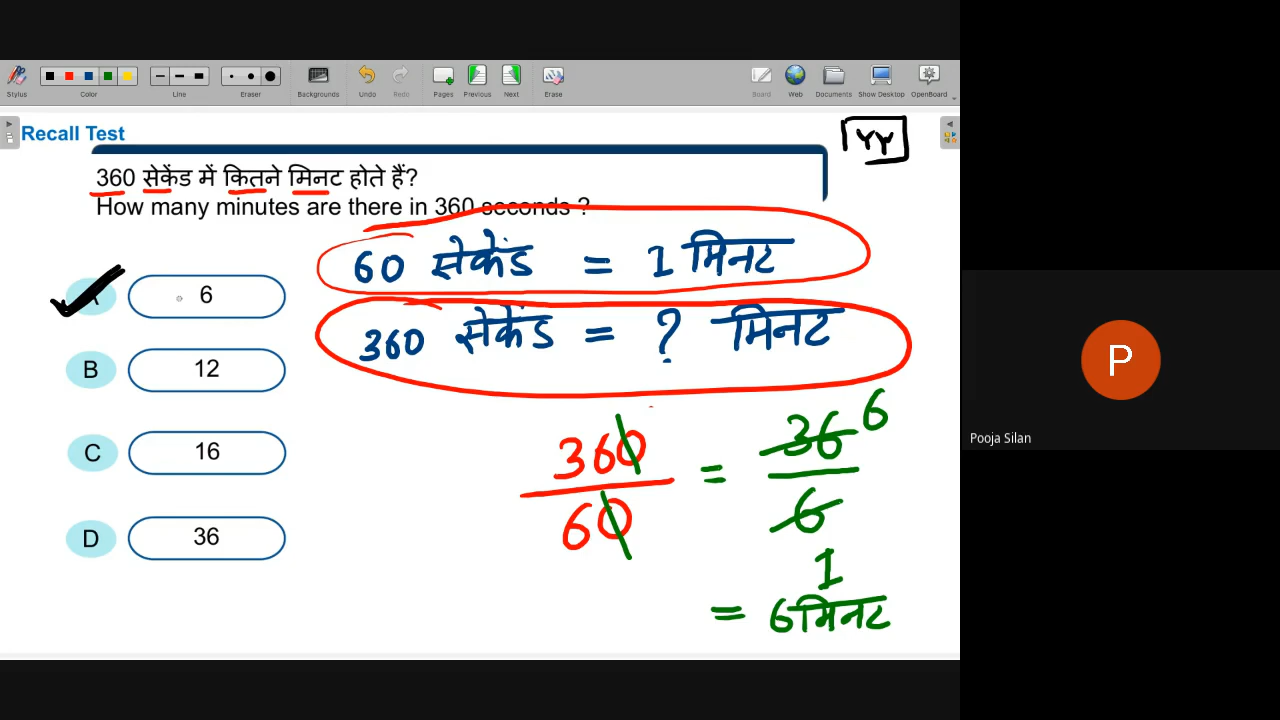 Stylus Color Line Eraser Backgrounds Undo Redo Pages Previous Next Erase Board Web Documents Show Desktop OpenBoard
Recall Test
YY
360 सेकेंड में कितने मिनट होते हैं?
How many minutes are there in 360 seconds ?
60 सेकेंड = 1 मिनट
A 6
360 सेकेंड = ? मिनट
B 12
C 16
D 36
360/60 = 36/6
6
1
= 6 मिनट
P
Pooja Silan